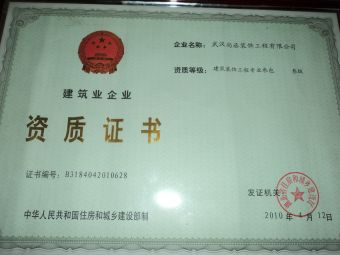 企业名称：武汉尚品装饰工程有限公司
资质等级：建筑装饰工程专业承包 叁级
建筑业企业
资质证书
证书编号：B3184042010628
发证机关：
2010年4月12日
中华人民共和国住房和城乡建设部制